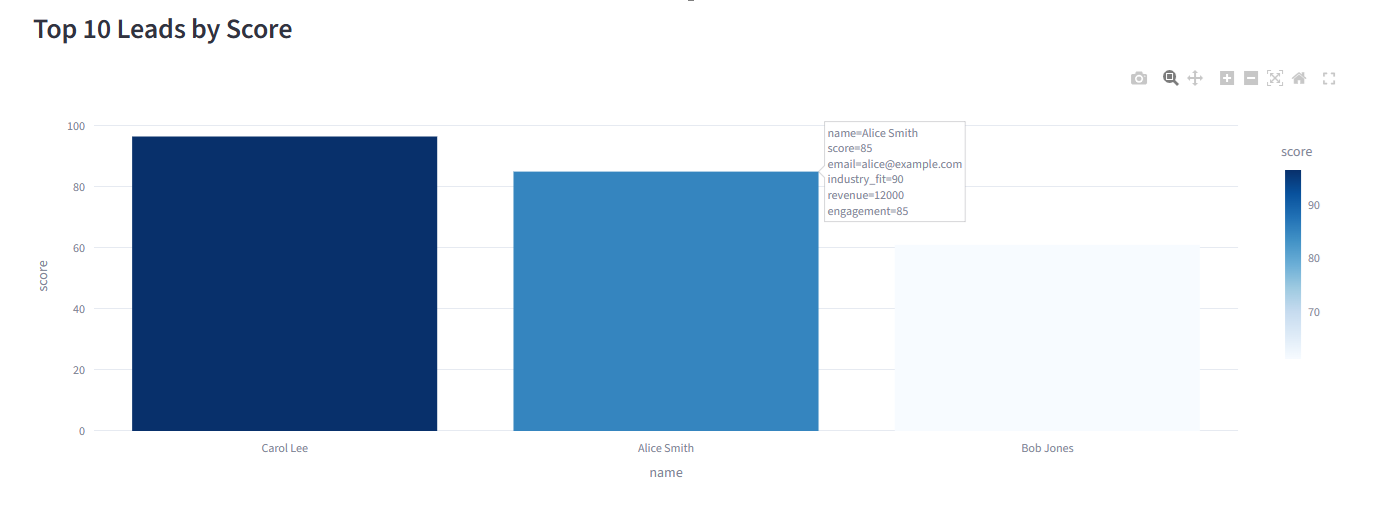 Top 10 Leads by Score
100
80
60
40
20
0
score
Carol Lee
Alice Smith
Bob Jones
name
name=Alice Smith
score=85
email=alice@example.com
industry_fit=90
revenue=12000
engagement=85
score
90
80
70